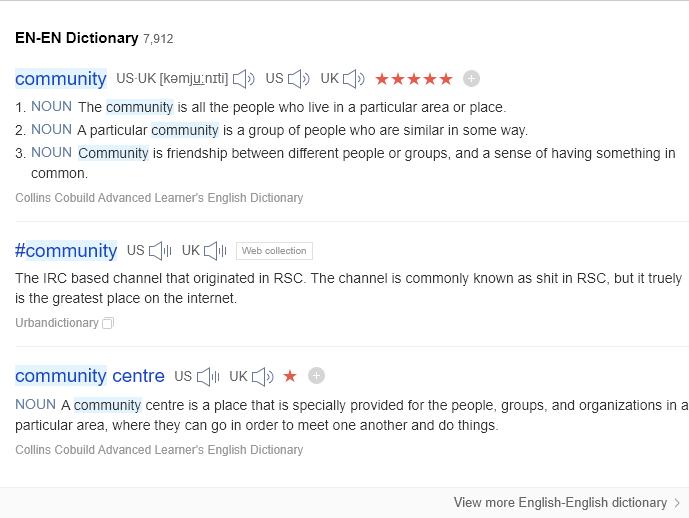 EN-EN Dictionary 7,912
community US·UK [kəmjuːnɪti] US UK ★★★★★
1. NOUN The community is all the people who live in a particular area or place.
2. NOUN A particular community is a group of people who are similar in some way.
3. NOUN Community is friendship between different people or groups, and a sense of having something in
common.
Collins Cobuild Advanced Learner's English Dictionary
#community US UK Web collection
The IRC based channel that originated in RSC. The channel is commonly known as shit in RSC, but it truely
is the greatest place on the internet.
Urbandictionary
community centre US UK ★
NOUN A community centre is a place that is specially provided for the people, groups, and organizations in a
particular area, where they can go in order to meet one another and do things.
Collins Cobuild Advanced Learner's English Dictionary
View more English-English dictionary >